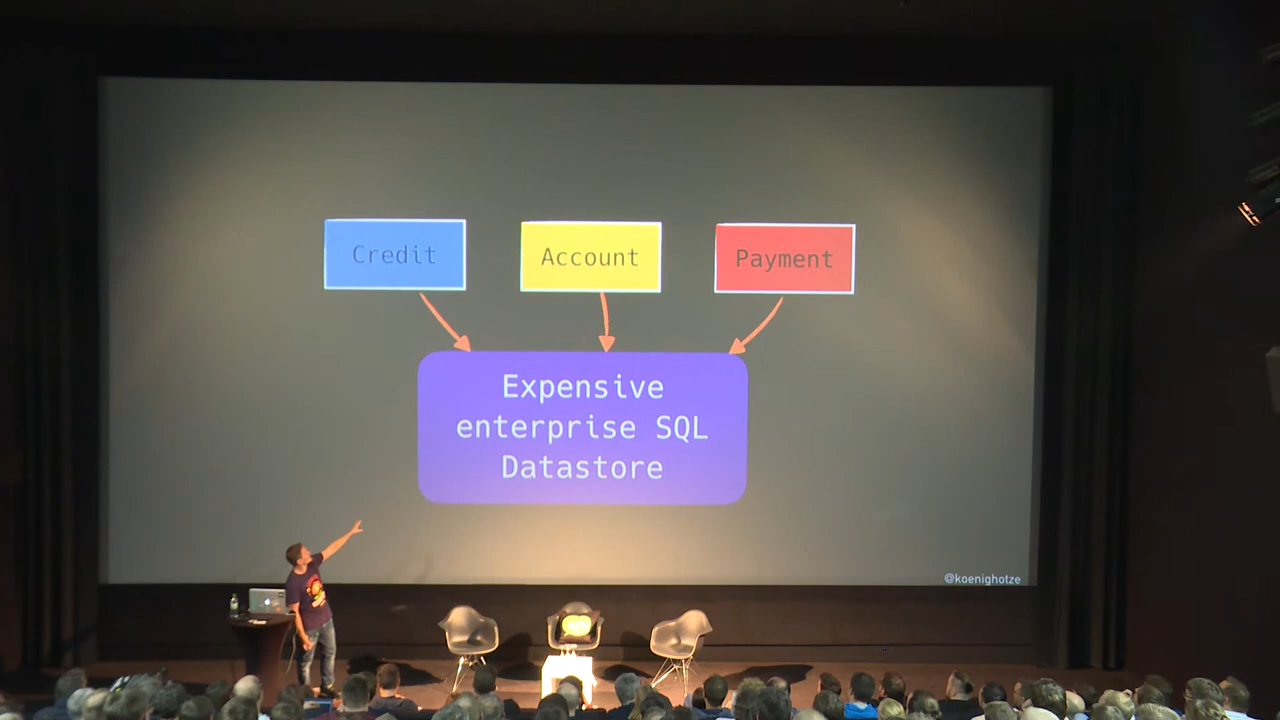 Credit
Account
Payment
Expensive
enterprise SQL
Datastore
@koenighotze